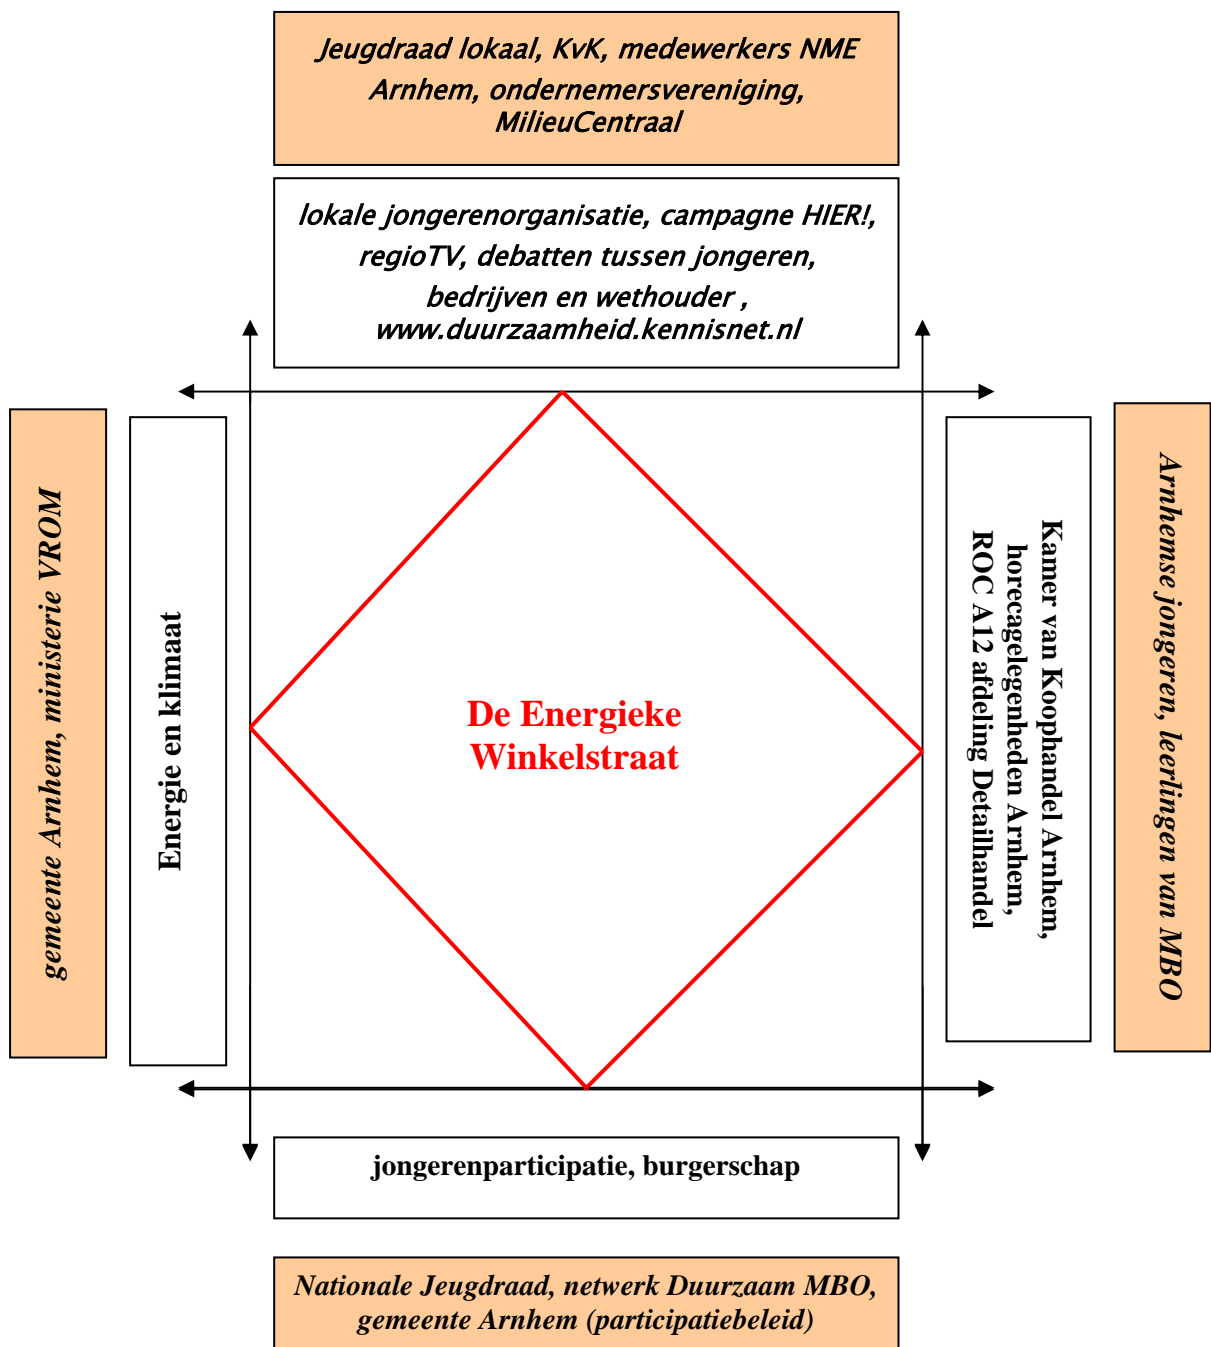 Jeugdraad lokaal, KvK, medewerkers NME
Arnhem, ondernemersvereniging,
MilieuCentraal
lokale jongerenorganisatie, campagne HIER!,
regioTV, debatten tussen jongeren,
bedrijven en wethouder ,
www.duurzaamheid.kennisnet.nl
gemeente Arnhem, ministerie VROM
Energie en klimaat
De Energieke
Winkelstraat
Kamer van Koophandel Arnhem,
horecagelegenheden Arnhem,
ROC A12 afdeling Detailhandel
Arnhemse jongeren, leerlingen van MBO
jongerenparticipatie, burgerschap
Nationale Jeugdraad, netwerk Duurzaam MBO,
gemeente Arnhem (participatiebeleid)